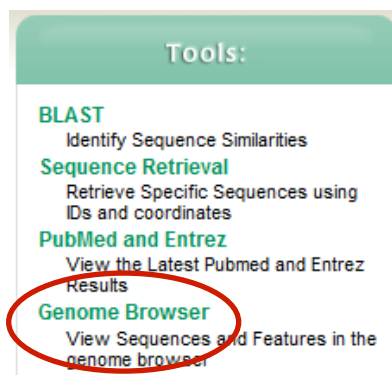 Tools:
BLAST
Identify Sequence Similarities
Sequence Retrieval
Retrieve Specific Sequences using
IDs and coordinates
PubMed and Entrez
View the Latest Pubmed and Entrez
Results
Genome Browser
View Sequences and Features in the
genome browser